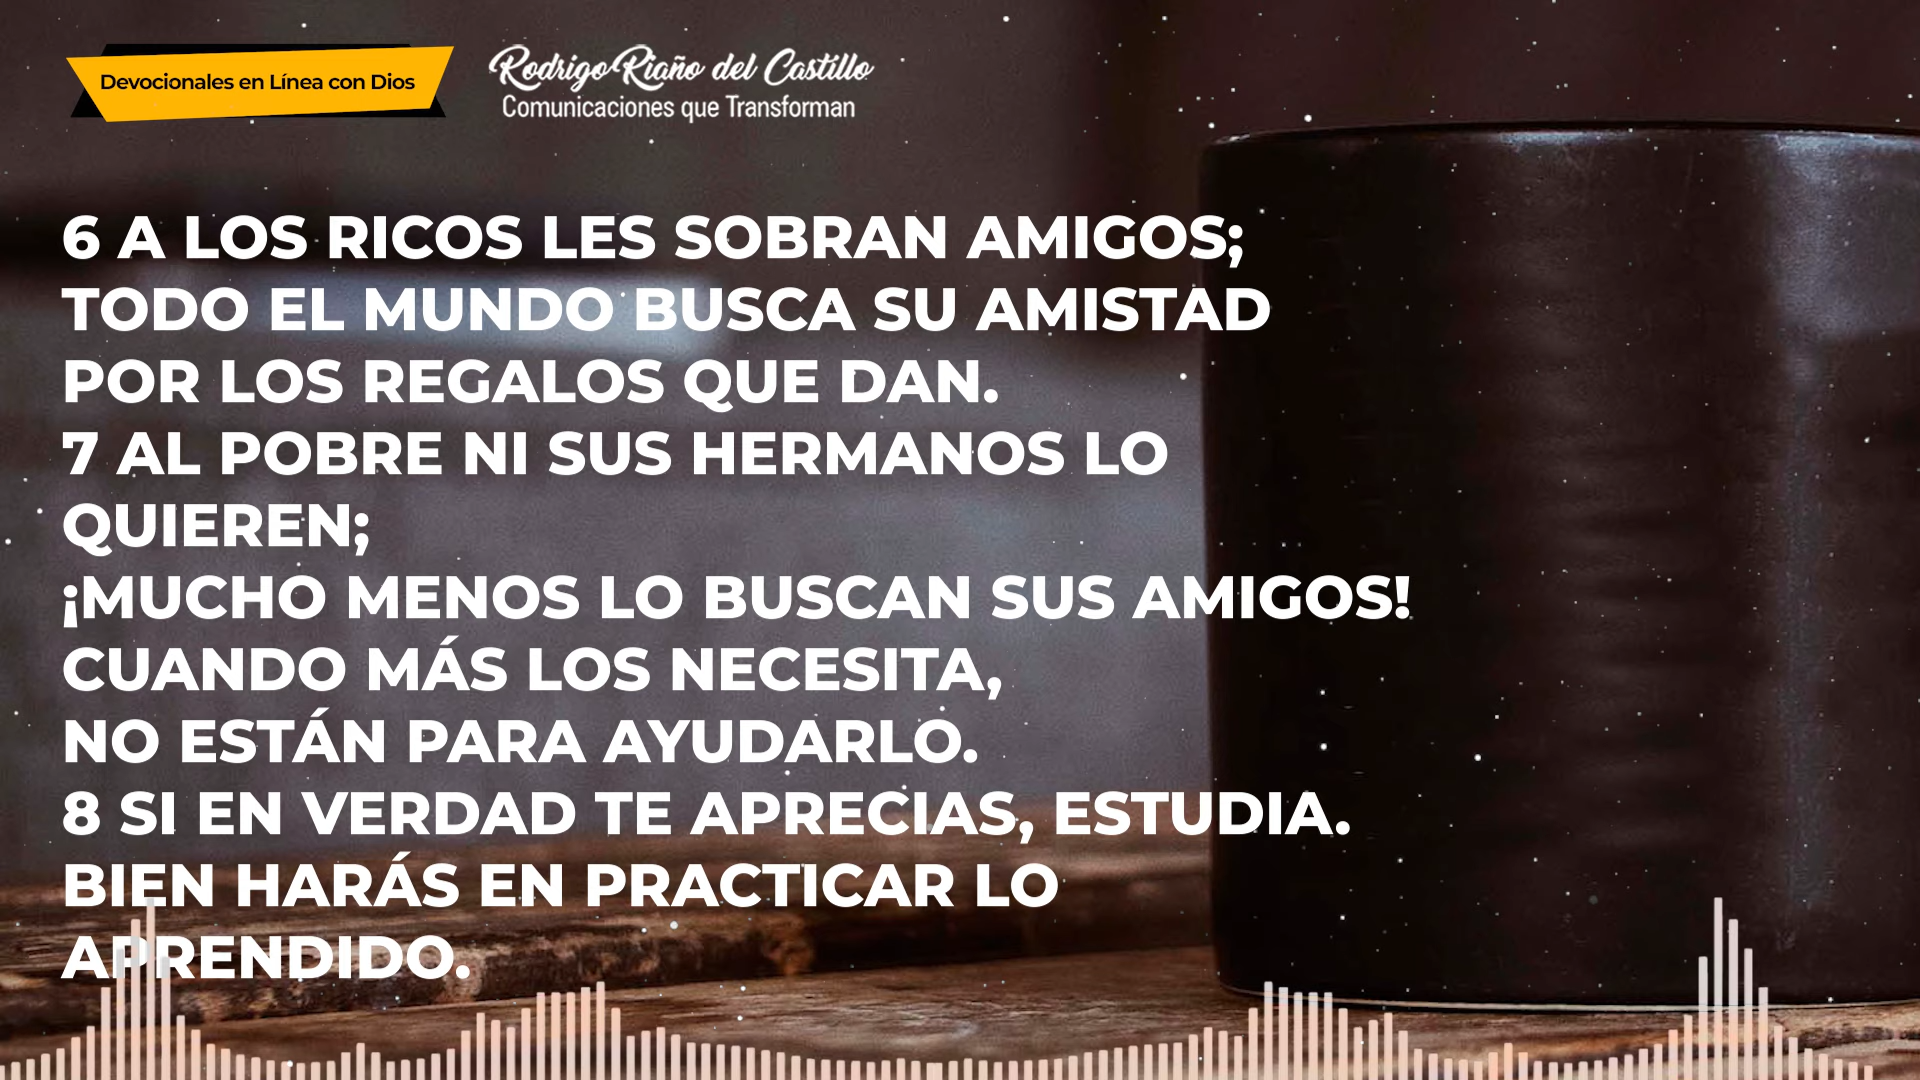 Devocionales en Línea con Dios
Rodrigo Riaño del Castillo
Comunicaciones que Transforman
6 A LOS RICOS LES SOBRAN AMIGOS;
TODO EL MUNDO BUSCA SU AMISTAD
POR LOS REGALOS QUE DAN.
7 AL POBRE NI SUS HERMANOS LO
QUIEREN;
¡MUCHO MENOS LO BUSCAN SUS AMIGOS!
CUANDO MÁS LOS NECESITA,
NO ESTÁN PARA AYUDARLO.
8 SI EN VERDAD TE APRECIAS, ESTUDIA.
BIEN HARÁS EN PRACTICAR LO
APRENDIDO.